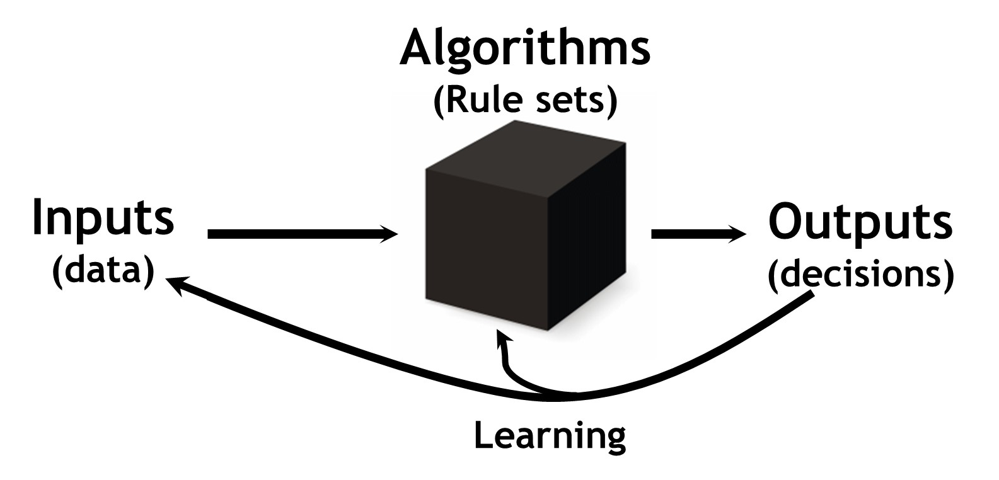 Algorithms
(Rule sets)
Inputs
(data)
Outputs
(decisions)
Learning